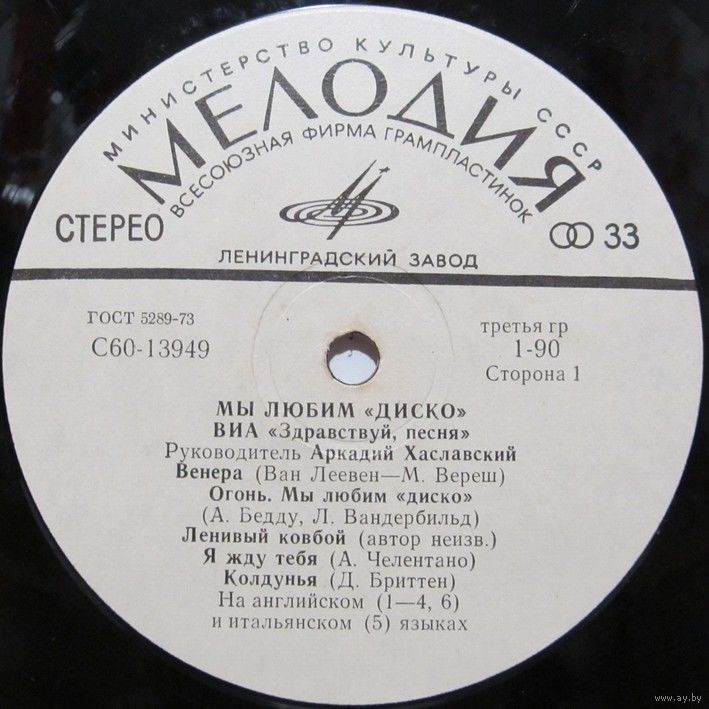 МИНИСТЕРСТВО КУЛЬТУРЫ СССР
МЕЛОДИЯ
ВСЕСОЮЗНАЯ ФИРМА ГРАМПЛАСТИНОК
СТЕРЕО
33
ЛЕНИНГРАДСКИЙ ЗАВОД
ГОСТ 5289-73
С60-13949
третья гр
1-90
Сторона 1
МЫ ЛЮБИМ «ДИСКО»
ВИА «Здравствуй, песня»
Руководитель Аркадий Хаславский
Венера (Ван Леевен—М. Вереш)
Огонь. Мы любим «диско»
(А. Бедду, Л. Вандербильд)
Ленивый ковбой (автор неизв.)
Я жду тебя (А. Челентано)
Колдунья (Д. Бриттен)
На английском (1—4, 6)
и итальянском (5) языках
www.ay.by